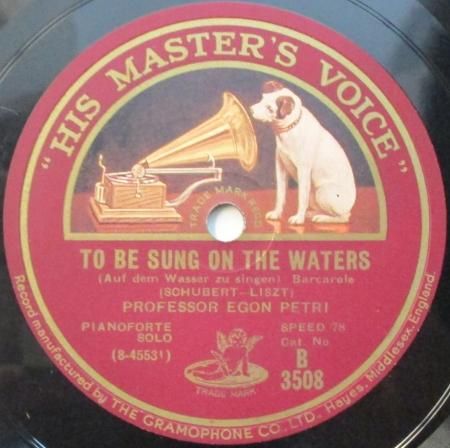 "HIS MASTER'S VOICE"
TRADE MARK REGD
TO BE SUNG ON THE WATERS
(Auf dem Wasser zu singen) Barcarole
(SCHUBERT—LISZT)
PROFESSOR EGON PETRI
PIANOFORTE
SOLO
(8-45531)
SPEED 78
Cat. No.
B
3508
TRADE MARK
Record manufactured by THE GRAMOPHONE CO., LTD., Hayes, Middlesex, England.